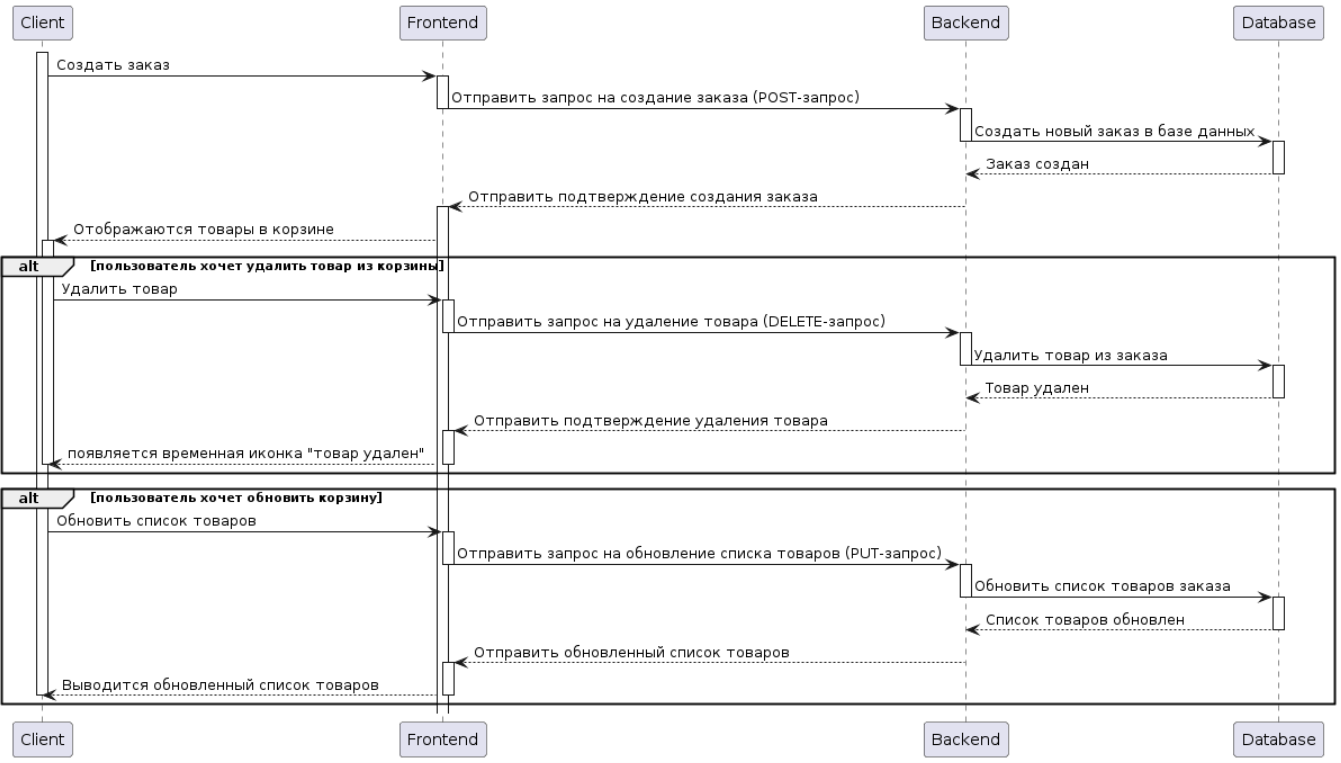 Client Frontend Backend Database
Создать заказ
Отправить запрос на создание заказа (POST-запрос)
Создать новый заказ в базе данных
Заказ создан
Отправить подтверждение создания заказа
Отображаются товары в корзине
alt [пользователь хочет удалить товар из корзины]
Удалить товар
Отправить запрос на удаление товара (DELETE-запрос)
Удалить товар из заказа
Товар удален
Отправить подтверждение удаления товара
появляется временная иконка "товар удален"
alt [пользователь хочет обновить корзину]
Обновить список товаров
Отправить запрос на обновление списка товаров (PUT-запрос)
Обновить список товаров заказа
Список товаров обновлен
Отправить обновленный список товаров
Выводится обновленный список товаров
Client Frontend Backend Database